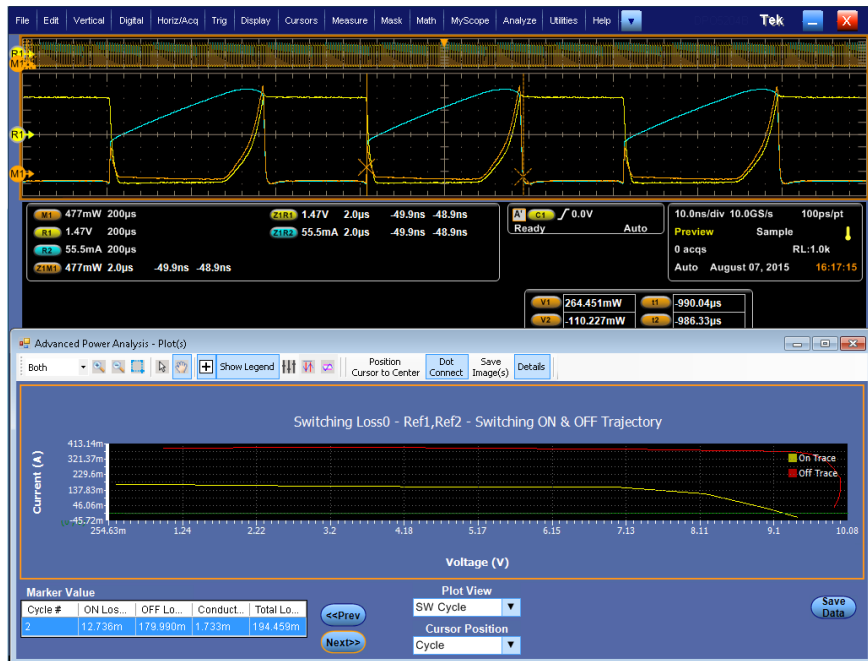 File Edit Vertical Digital Horiz/Acq Trig Display Cursors Measure Mask Math MyScope Analyze Utilities Help Tek
R1
M1
R1
M1
M1 477mW 200µs
R1 1.47V 200µs
R2 55.5mA 200µs
Z1M1 477mW 2.0µs -49.9ns -48.9ns
Z1R1 1.47V 2.0µs -49.9ns -48.9ns
Z1R2 55.5mA 2.0µs -49.9ns -48.9ns
A' C1 0.0V
Ready Auto
10.0ns/div 10.0GS/s 100ps/pt
Preview Sample
0 acqs RL:1.0k
Auto August 07, 2015 16:17:15
V1 264.451mW t1 -990.04µs
V2 -110.227mW t2 -986.33µs
Advanced Power Analysis - Plot(s)
Both Show Legend Position Cursor to Center Dot Connect Save Image(s) Details
Switching Loss0 - Ref1,Ref2 - Switching ON & OFF Trajectory
Current (A)
413.14m
321.37m
229.6m
137.83m
46.06m
-45.72m
On Trace
Off Trace
254.63m 1.24 2.22 3.2 4.18 5.17 6.15 7.13 8.11 9.1 10.08
Voltage (V)
Marker Value
Cycle # ON Los... OFF Lo... Conduct... Total Lo...
2 12.736m 179.990m 1.733m 194.459m
<<Prev
Next>>
Plot View
SW Cycle
Cursor Position
Cycle
Save Data